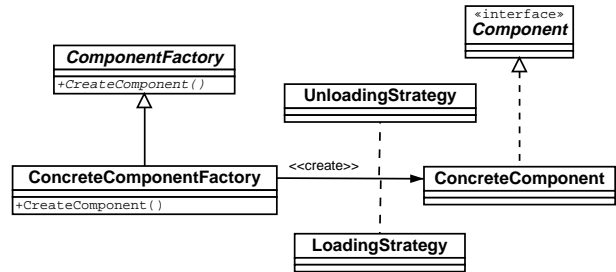 «interface»
Component
ComponentFactory
+CreateComponent()
UnloadingStrategy
<<create>>
ConcreteComponentFactory
+CreateComponent()
ConcreteComponent
LoadingStrategy